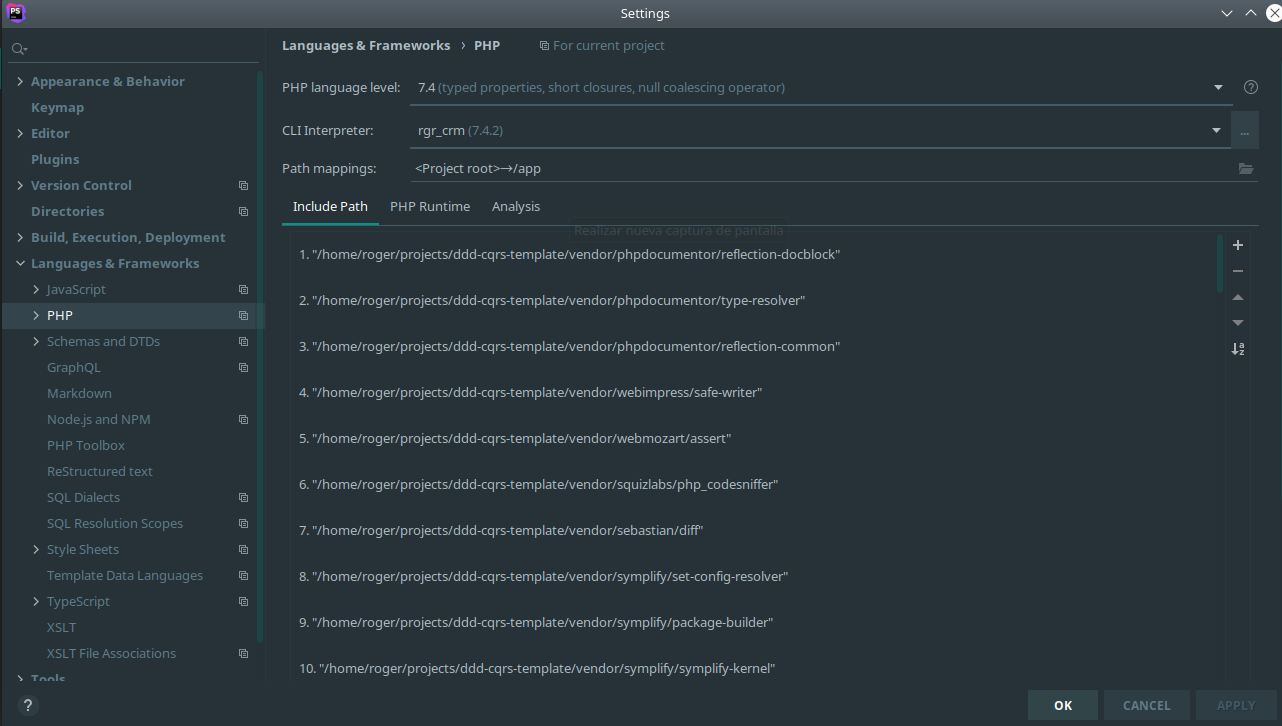 PS
Settings
Appearance & Behavior
Keymap
Editor
Plugins
Version Control
Directories
Build, Execution, Deployment
Languages & Frameworks
JavaScript
PHP
Schemas and DTDs
GraphQL
Markdown
Node.js and NPM
PHP Toolbox
ReStructured text
SQL Dialects
SQL Resolution Scopes
Style Sheets
Template Data Languages
TypeScript
XSLT
XSLT File Associations
Tools
Languages & Frameworks › PHP For current project
PHP language level: 7.4 (typed properties, short closures, null coalescing operator) ?
CLI Interpreter: rgr_crm (7.4.2) ...
Path mappings: <Project root>→/app
Include Path PHP Runtime Analysis
Realizar nueva captura de pantalla
1. "/home/roger/projects/ddd-cqrs-template/vendor/phpdocumentor/reflection-docblock"
2. "/home/roger/projects/ddd-cqrs-template/vendor/phpdocumentor/type-resolver"
3. "/home/roger/projects/ddd-cqrs-template/vendor/phpdocumentor/reflection-common"
4. "/home/roger/projects/ddd-cqrs-template/vendor/webimpress/safe-writer"
5. "/home/roger/projects/ddd-cqrs-template/vendor/webmozart/assert"
6. "/home/roger/projects/ddd-cqrs-template/vendor/squizlabs/php_codesniffer"
7. "/home/roger/projects/ddd-cqrs-template/vendor/sebastian/diff"
8. "/home/roger/projects/ddd-cqrs-template/vendor/symplify/set-config-resolver"
9. "/home/roger/projects/ddd-cqrs-template/vendor/symplify/package-builder"
10. "/home/roger/projects/ddd-cqrs-template/vendor/symplify/symplify-kernel"
? OK CANCEL APPLY